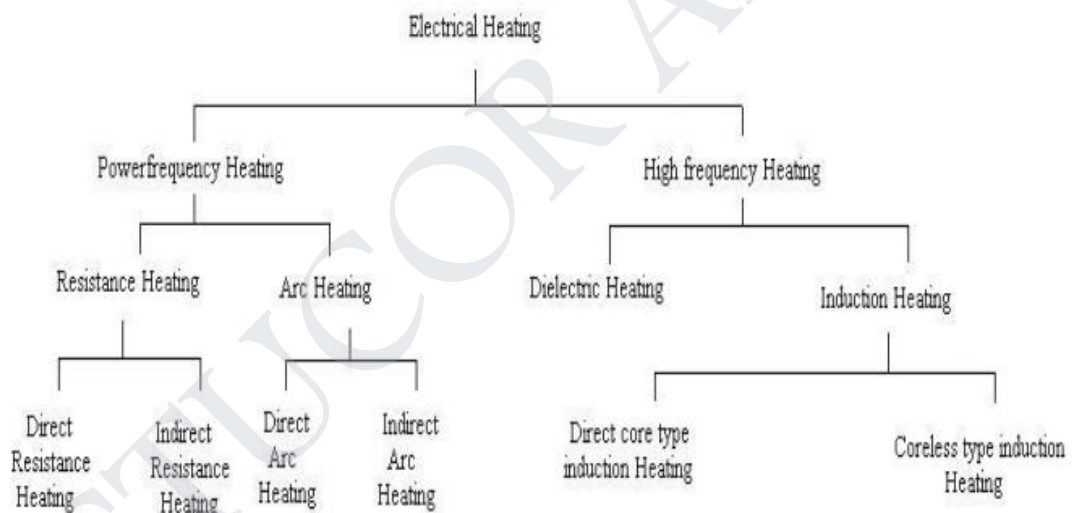 Electrical Heating
Powerfrequency Heating
High frequency Heating
Resistance Heating
Arc Heating
Dielectric Heating
Induction Heating
Direct
Resistance
Heating
Indirect
Resistance
Heating
Direct
Arc
Heating
Indirect
Arc
Heating
Direct core type
induction Heating
Coreless type induction
Heating